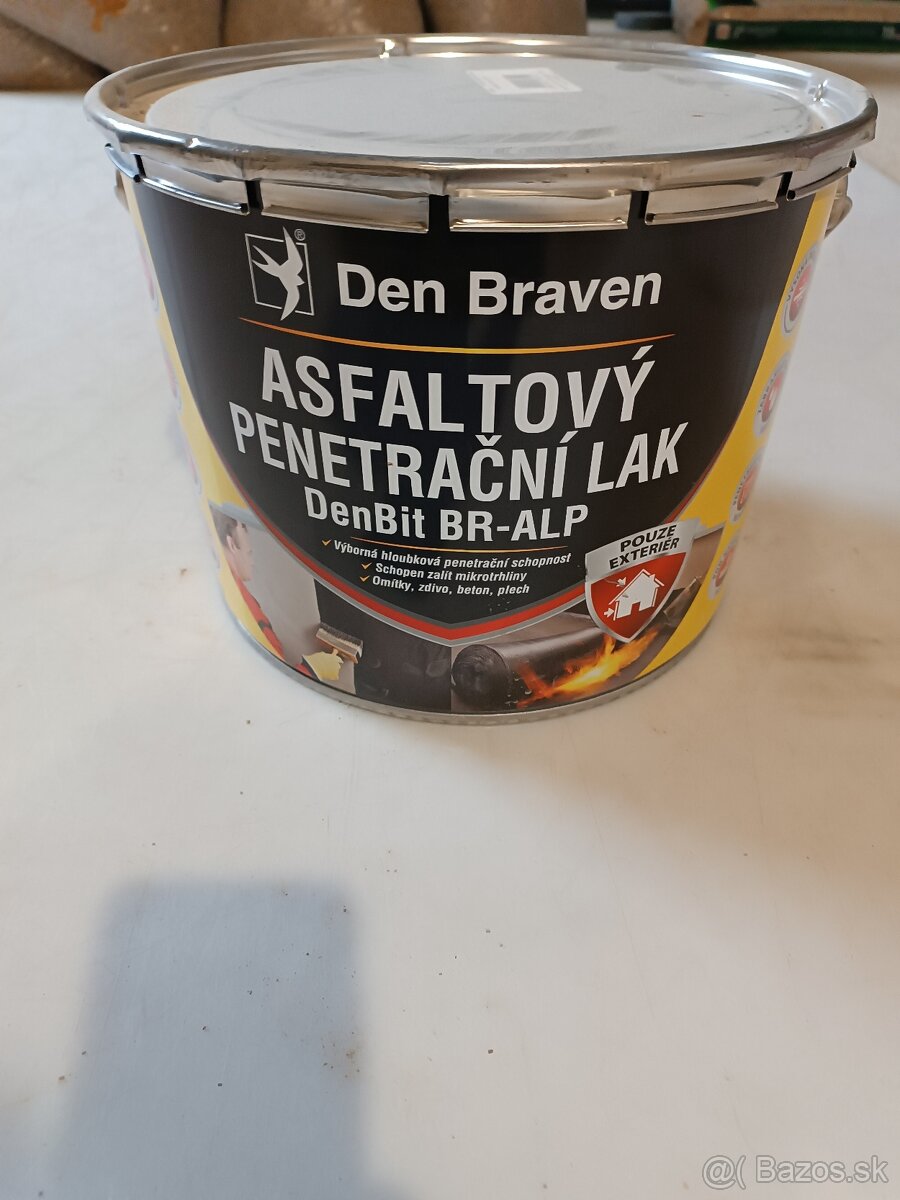 ®
Den Braven
ASFALTOVÝ
PENETRAČNÍ LAK
DenBit BR-ALP
Výborná hloubková penetrační schopnost
Schopen zalít mikrotrhliny
Omítky, zdivo, beton, plech
POUZE
EXTERIÉR
@( Bazos.sk